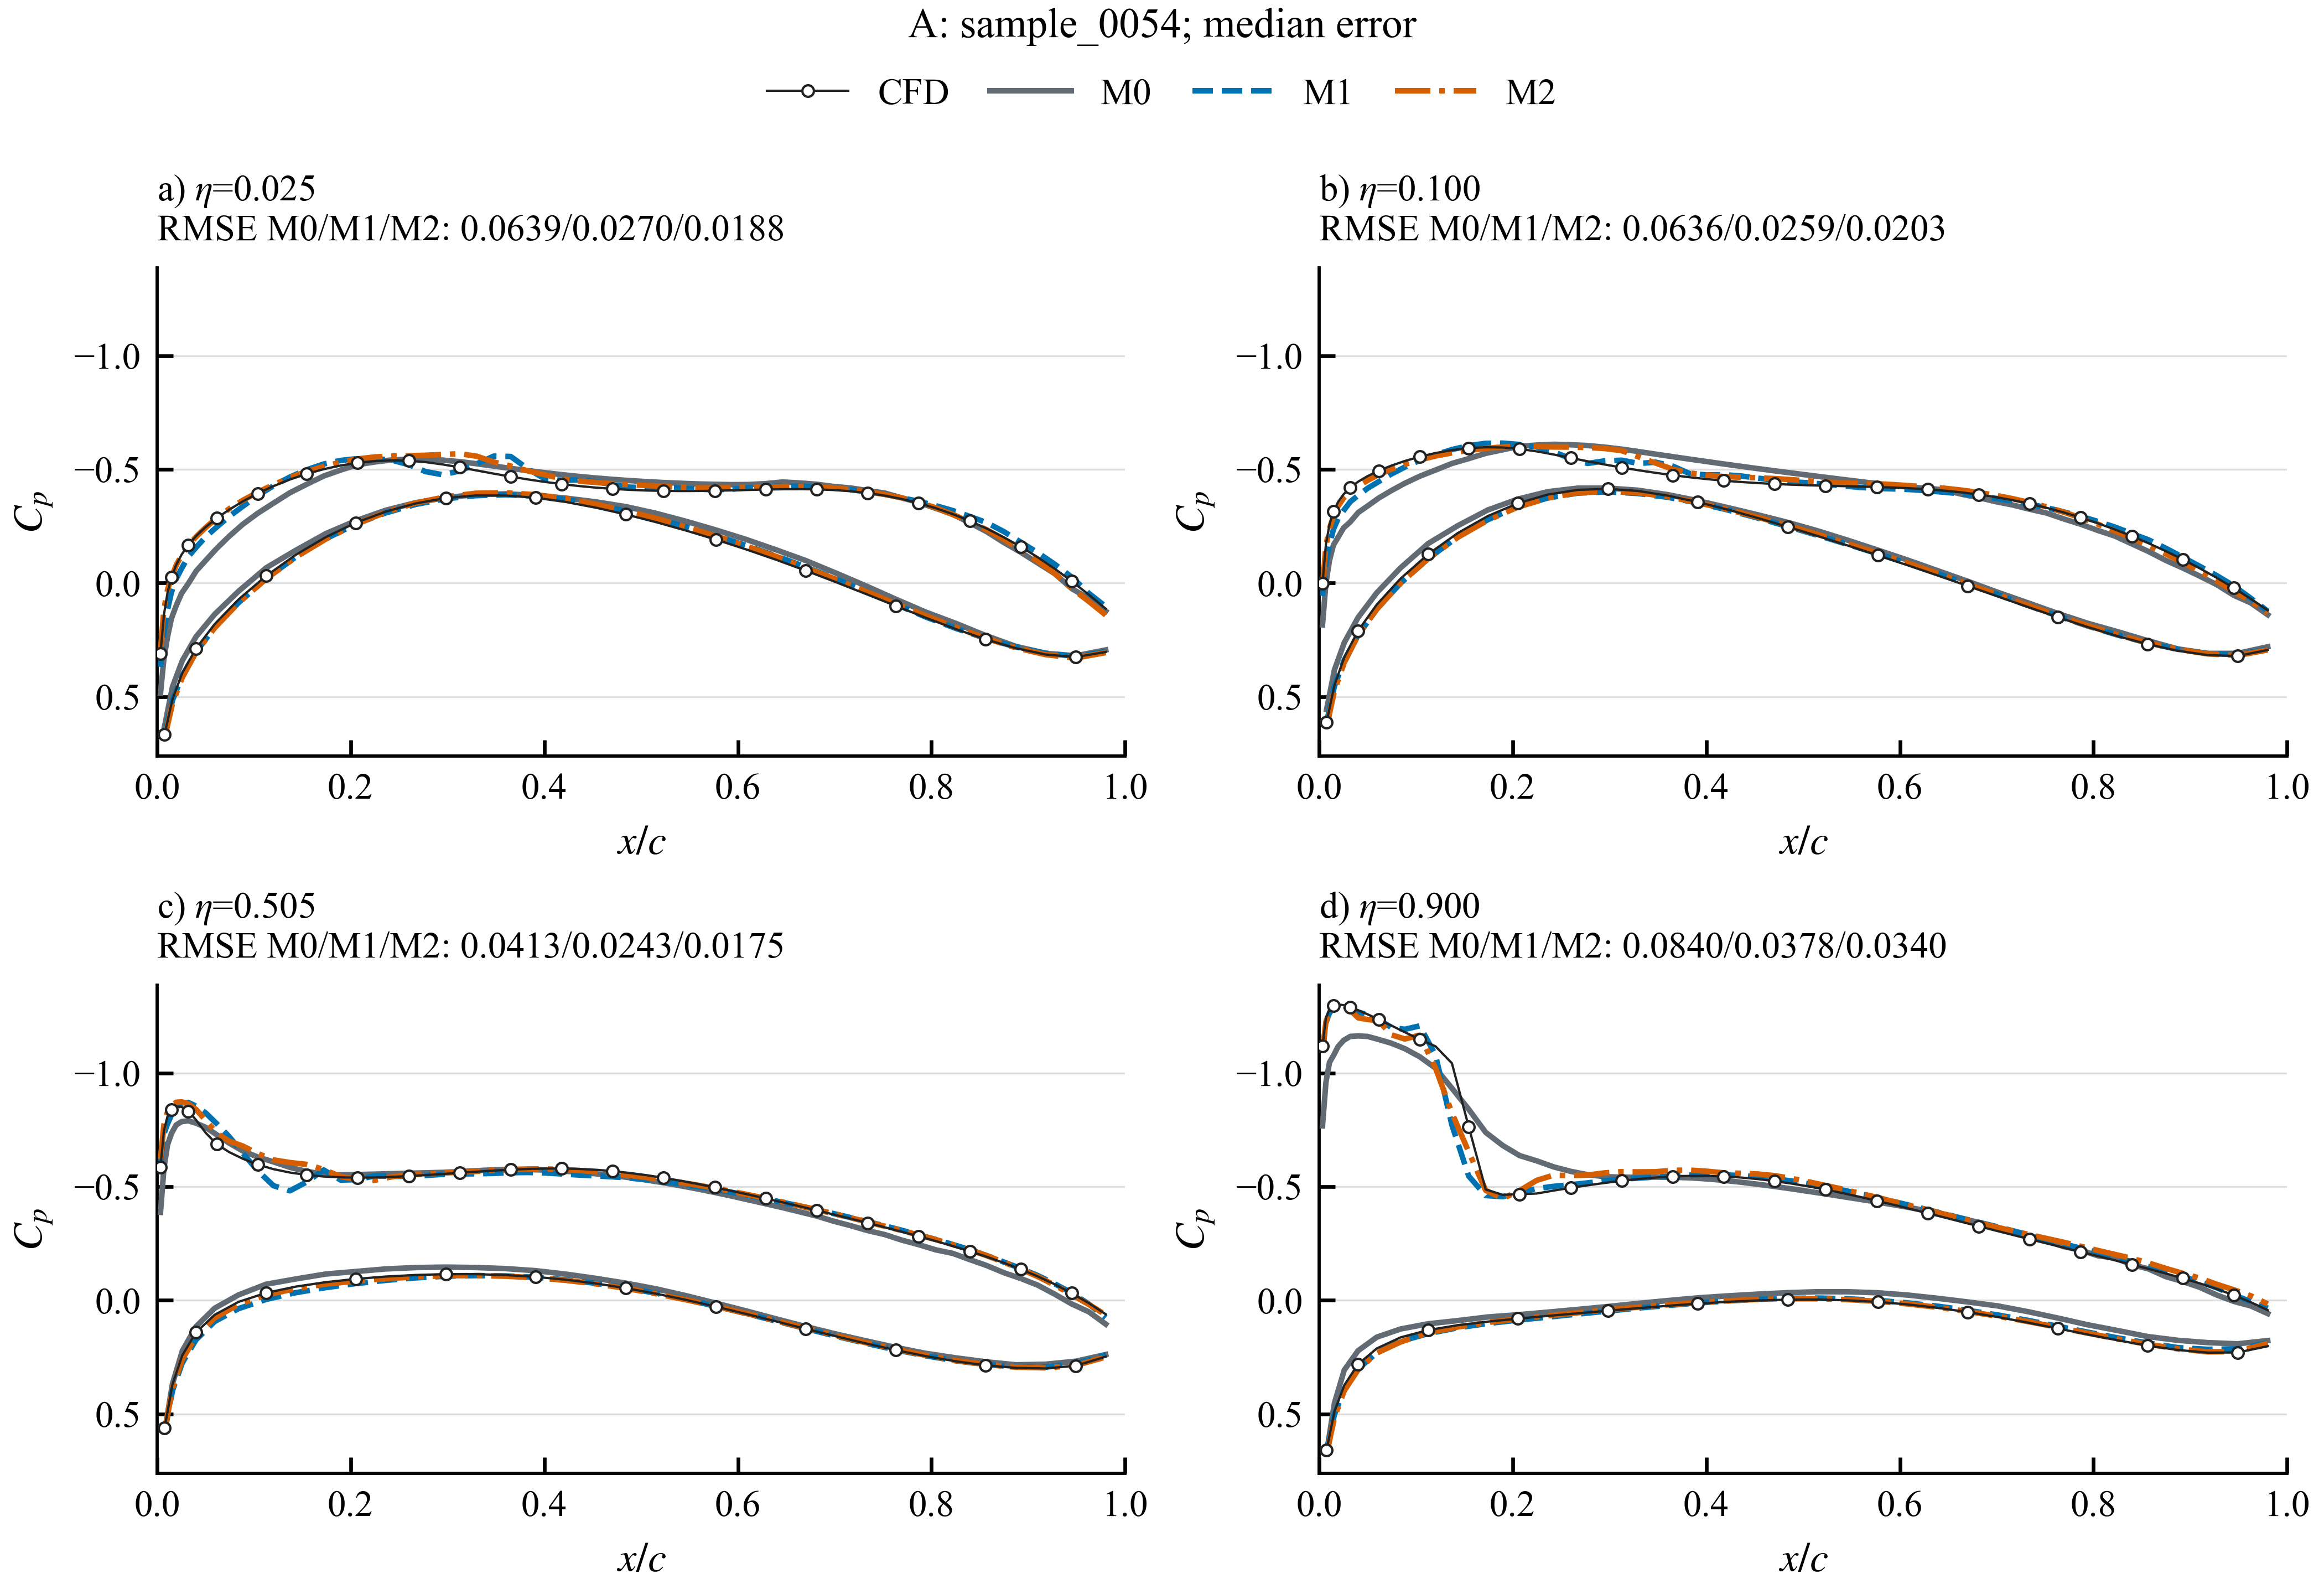 A: sample_0054; median error
CFD M0 M1 M2
a) η=0.025
RMSE M0/M1/M2: 0.0639/0.0270/0.0188
−1.0
−0.5
0.0
0.5
Cp
0.0 0.2 0.4 0.6 0.8 1.0
x/c
b) η=0.100
RMSE M0/M1/M2: 0.0636/0.0259/0.0203
−1.0
−0.5
0.0
0.5
Cp
0.0 0.2 0.4 0.6 0.8 1.0
x/c
c) η=0.505
RMSE M0/M1/M2: 0.0413/0.0243/0.0175
−1.0
−0.5
0.0
0.5
Cp
0.0 0.2 0.4 0.6 0.8 1.0
x/c
d) η=0.900
RMSE M0/M1/M2: 0.0840/0.0378/0.0340
−1.0
−0.5
0.0
0.5
Cp
0.0 0.2 0.4 0.6 0.8 1.0
x/c